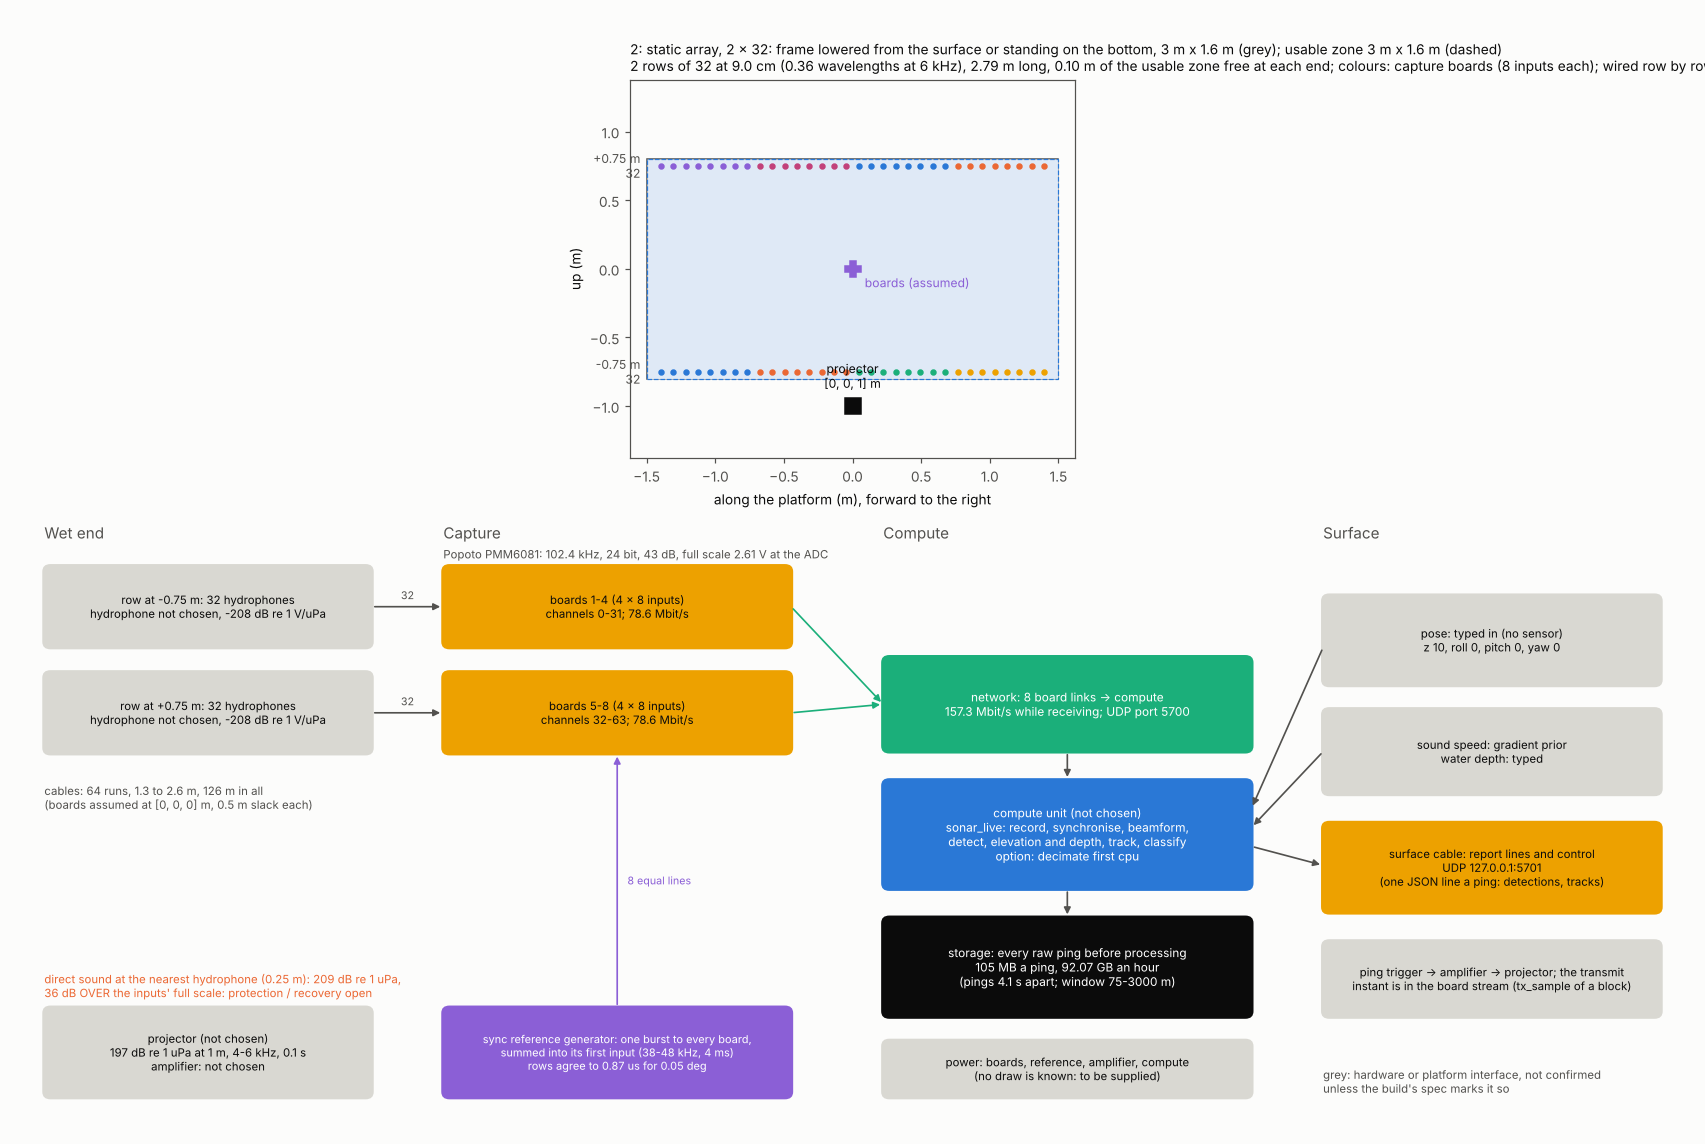 2: static array, 2 × 32: frame lowered from the surface or standing on the bottom, 3 m x 1.6 m (grey); usable zone 3 m x 1.6 m (dashed)
2 rows of 32 at 9.0 cm (0.36 wavelengths at 6 kHz), 2.79 m long, 0.10 m of the usable zone free at each end; colours: capture boards (8 inputs each); wired row by
1.0
+0.75 m
32
0.5
0.0
−0.5
-0.75 m
32
−1.0
up (m)
boards (assumed)
projector
[0, 0, 1] m
−1.5
−1.0
−0.5
0.0
0.5
1.0
1.5
along the platform (m), forward to the right
Wet end
Capture
Compute
Surface
Popoto PMM6081: 102.4 kHz, 24 bit, 43 dB, full scale 2.61 V at the ADC
row at -0.75 m: 32 hydrophones
hydrophone not chosen, -208 dB re 1 V/uPa
32
boards 1-4 (4 × 8 inputs)
channels 0-31; 78.6 Mbit/s
row at +0.75 m: 32 hydrophones
hydrophone not chosen, -208 dB re 1 V/uPa
32
boards 5-8 (4 × 8 inputs)
channels 32-63; 78.6 Mbit/s
cables: 64 runs, 1.3 to 2.6 m, 126 m in all
(boards assumed at [0, 0, 0] m, 0.5 m slack each)
8 equal lines
direct sound at the nearest hydrophone (0.25 m): 209 dB re 1 uPa,
36 dB OVER the inputs' full scale: protection / recovery open
projector (not chosen)
197 dB re 1 uPa at 1 m, 4-6 kHz, 0.1 s
amplifier: not chosen
sync reference generator: one burst to every board,
summed into its first input (38-48 kHz, 4 ms)
rows agree to 0.87 us for 0.05 deg
network: 8 board links → compute
157.3 Mbit/s while receiving; UDP port 5700
compute unit (not chosen)
sonar_live: record, synchronise, beamform,
detect, elevation and depth, track, classify
option: decimate first cpu
storage: every raw ping before processing
105 MB a ping, 92.07 GB an hour
(pings 4.1 s apart; window 75-3000 m)
power: boards, reference, amplifier, compute
(no draw is known: to be supplied)
pose: typed in (no sensor)
z 10, roll 0, pitch 0, yaw 0
sound speed: gradient prior
water depth: typed
surface cable: report lines and control
UDP 127.0.0.1:5701
(one JSON line a ping: detections, tracks)
ping trigger → amplifier → projector; the transmit
instant is in the board stream (tx_sample of a block)
grey: hardware or platform interface, not confirmed
unless the build's spec marks it so